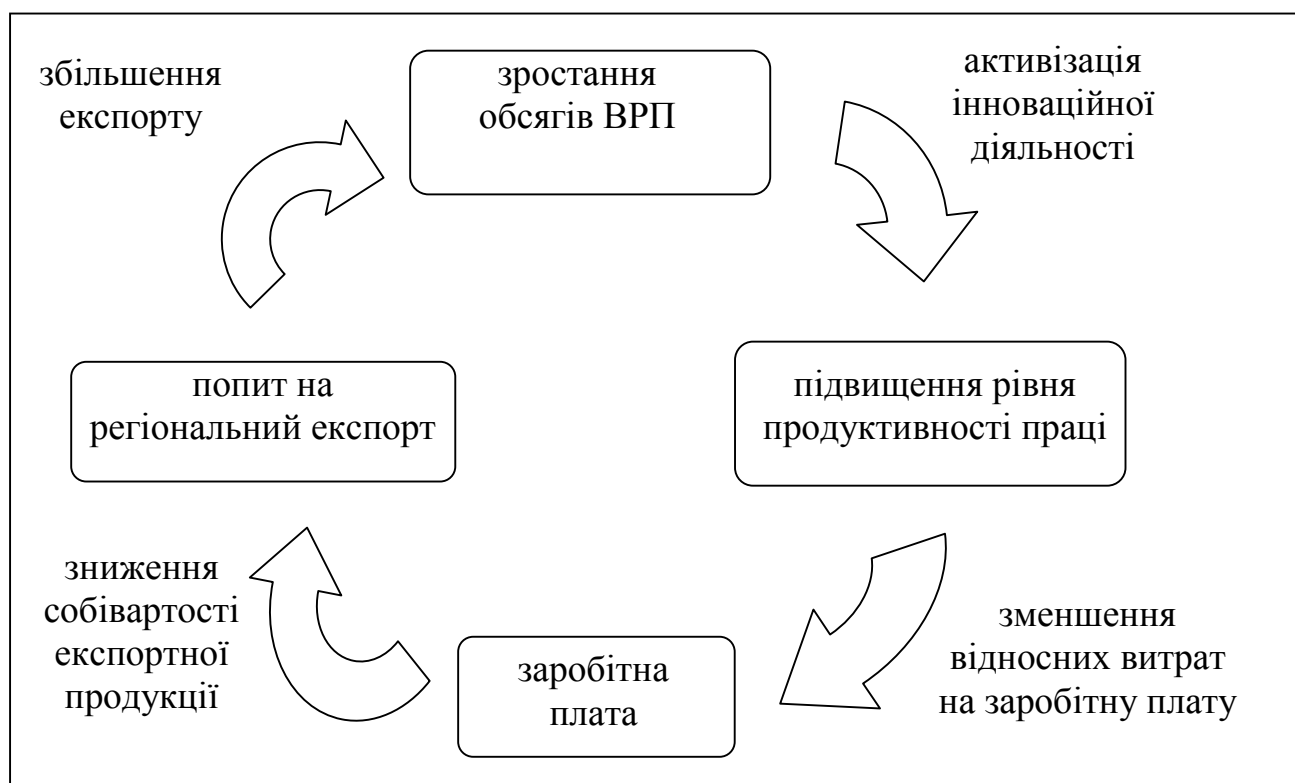 збільшення
експорту
зростання
обсягів ВРП
активізація
інноваційної
діяльності
попит на
регіональний експорт
підвищення рівня
продуктивності праці
зниження
собівартості
експортної
продукції
заробітна
плата
зменшення
відносних витрат
на заробітну плату